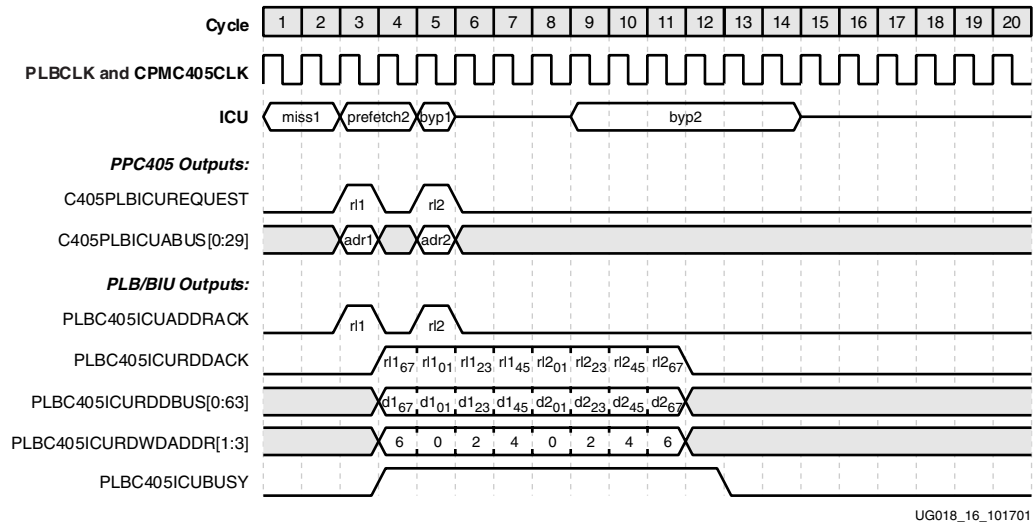 Cycle 1 2 3 4 5 6 7 8 9 10 11 12 13 14 15 16 17 18 19 20
PLBCLK and CPMC405CLK
ICU miss1 prefetch2 byp1 byp2
PPC405 Outputs:
C405PLBICUREQUEST rl1 rl2
C405PLBICUABUS[0:29] adr1 adr2
PLB/BIU Outputs:
PLBC405ICUADDRACK rl1 rl2
PLBC405ICURDDACK rl167 rl101 rl123 rl145 rl201 rl223 rl245 rl267
PLBC405ICURDDBUS[0:63] d167 d101 d123 d145 d201 d223 d245 d267
PLBC405ICURDWDADDR[1:3] 6 0 2 4 0 2 4 6
PLBC405ICUBUSY
UG018_16_101701